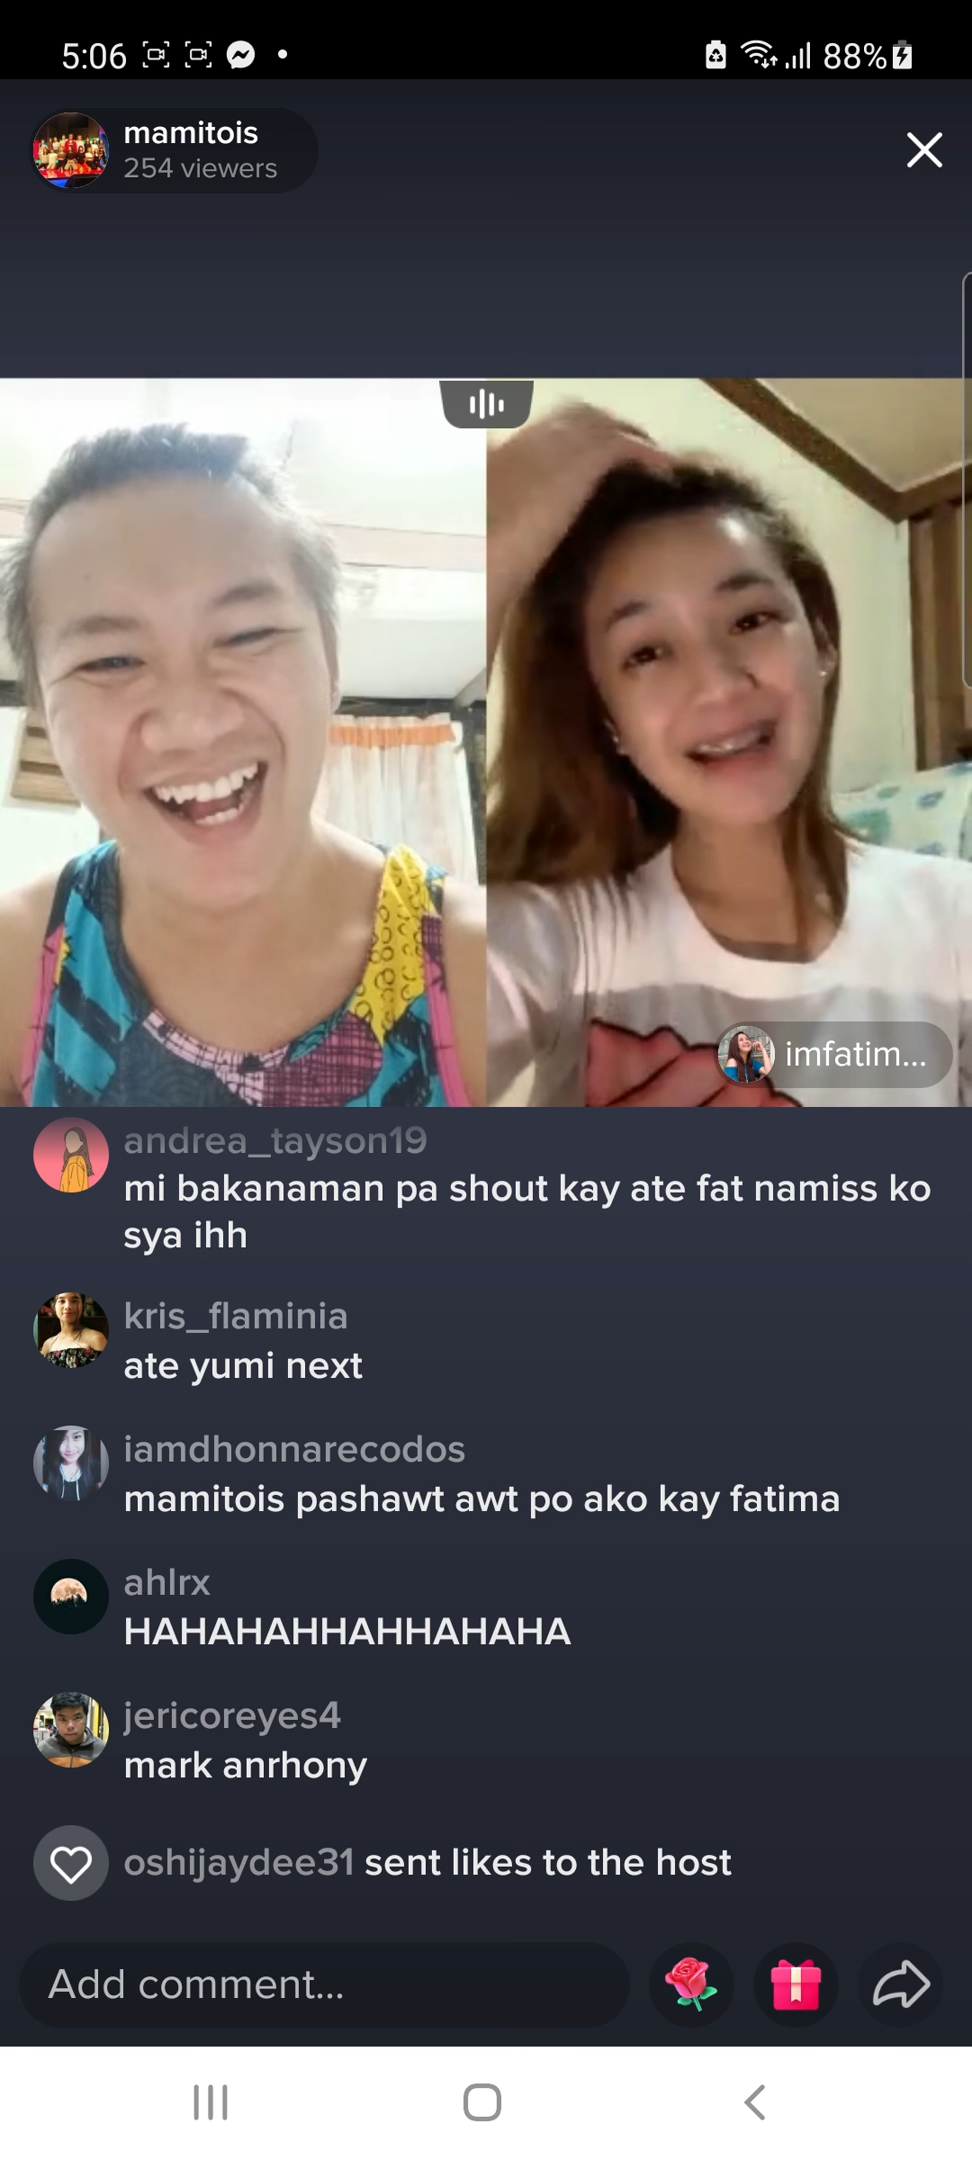 5:06
88%
mamitois
254 viewers
imfatim...
andrea_tayson19
mi bakanaman pa shout kay ate fat namiss ko
sya ihh
kris_flaminia
ate yumi next
iamdhonnarecodos
mamitois pashawt awt po ako kay fatima
ahlrx
HAHAHAHHAHHAHAHA
jericoreyes4
mark anrhony
oshijaydee31 sent likes to the host
Add comment...